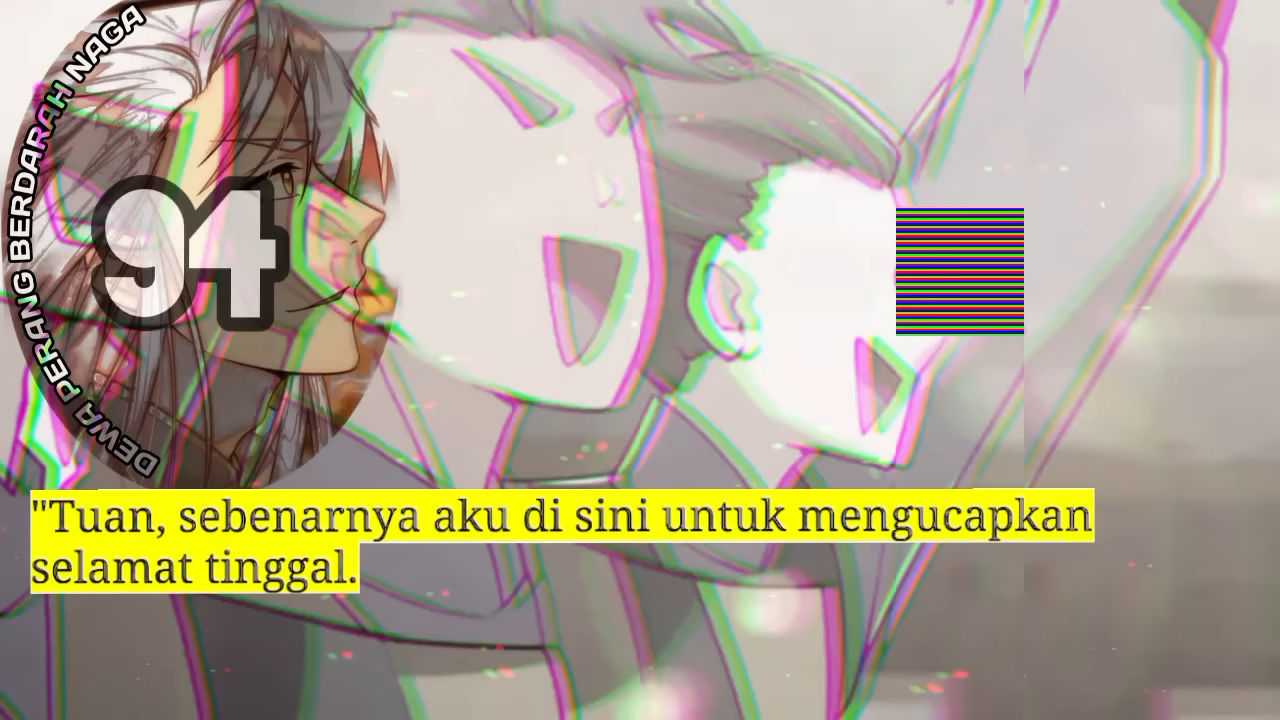 DEWA PERANG BERDARAH NAGA
94
"Tuan, sebenarnya aku di sini untuk mengucapkan
selamat tinggal.